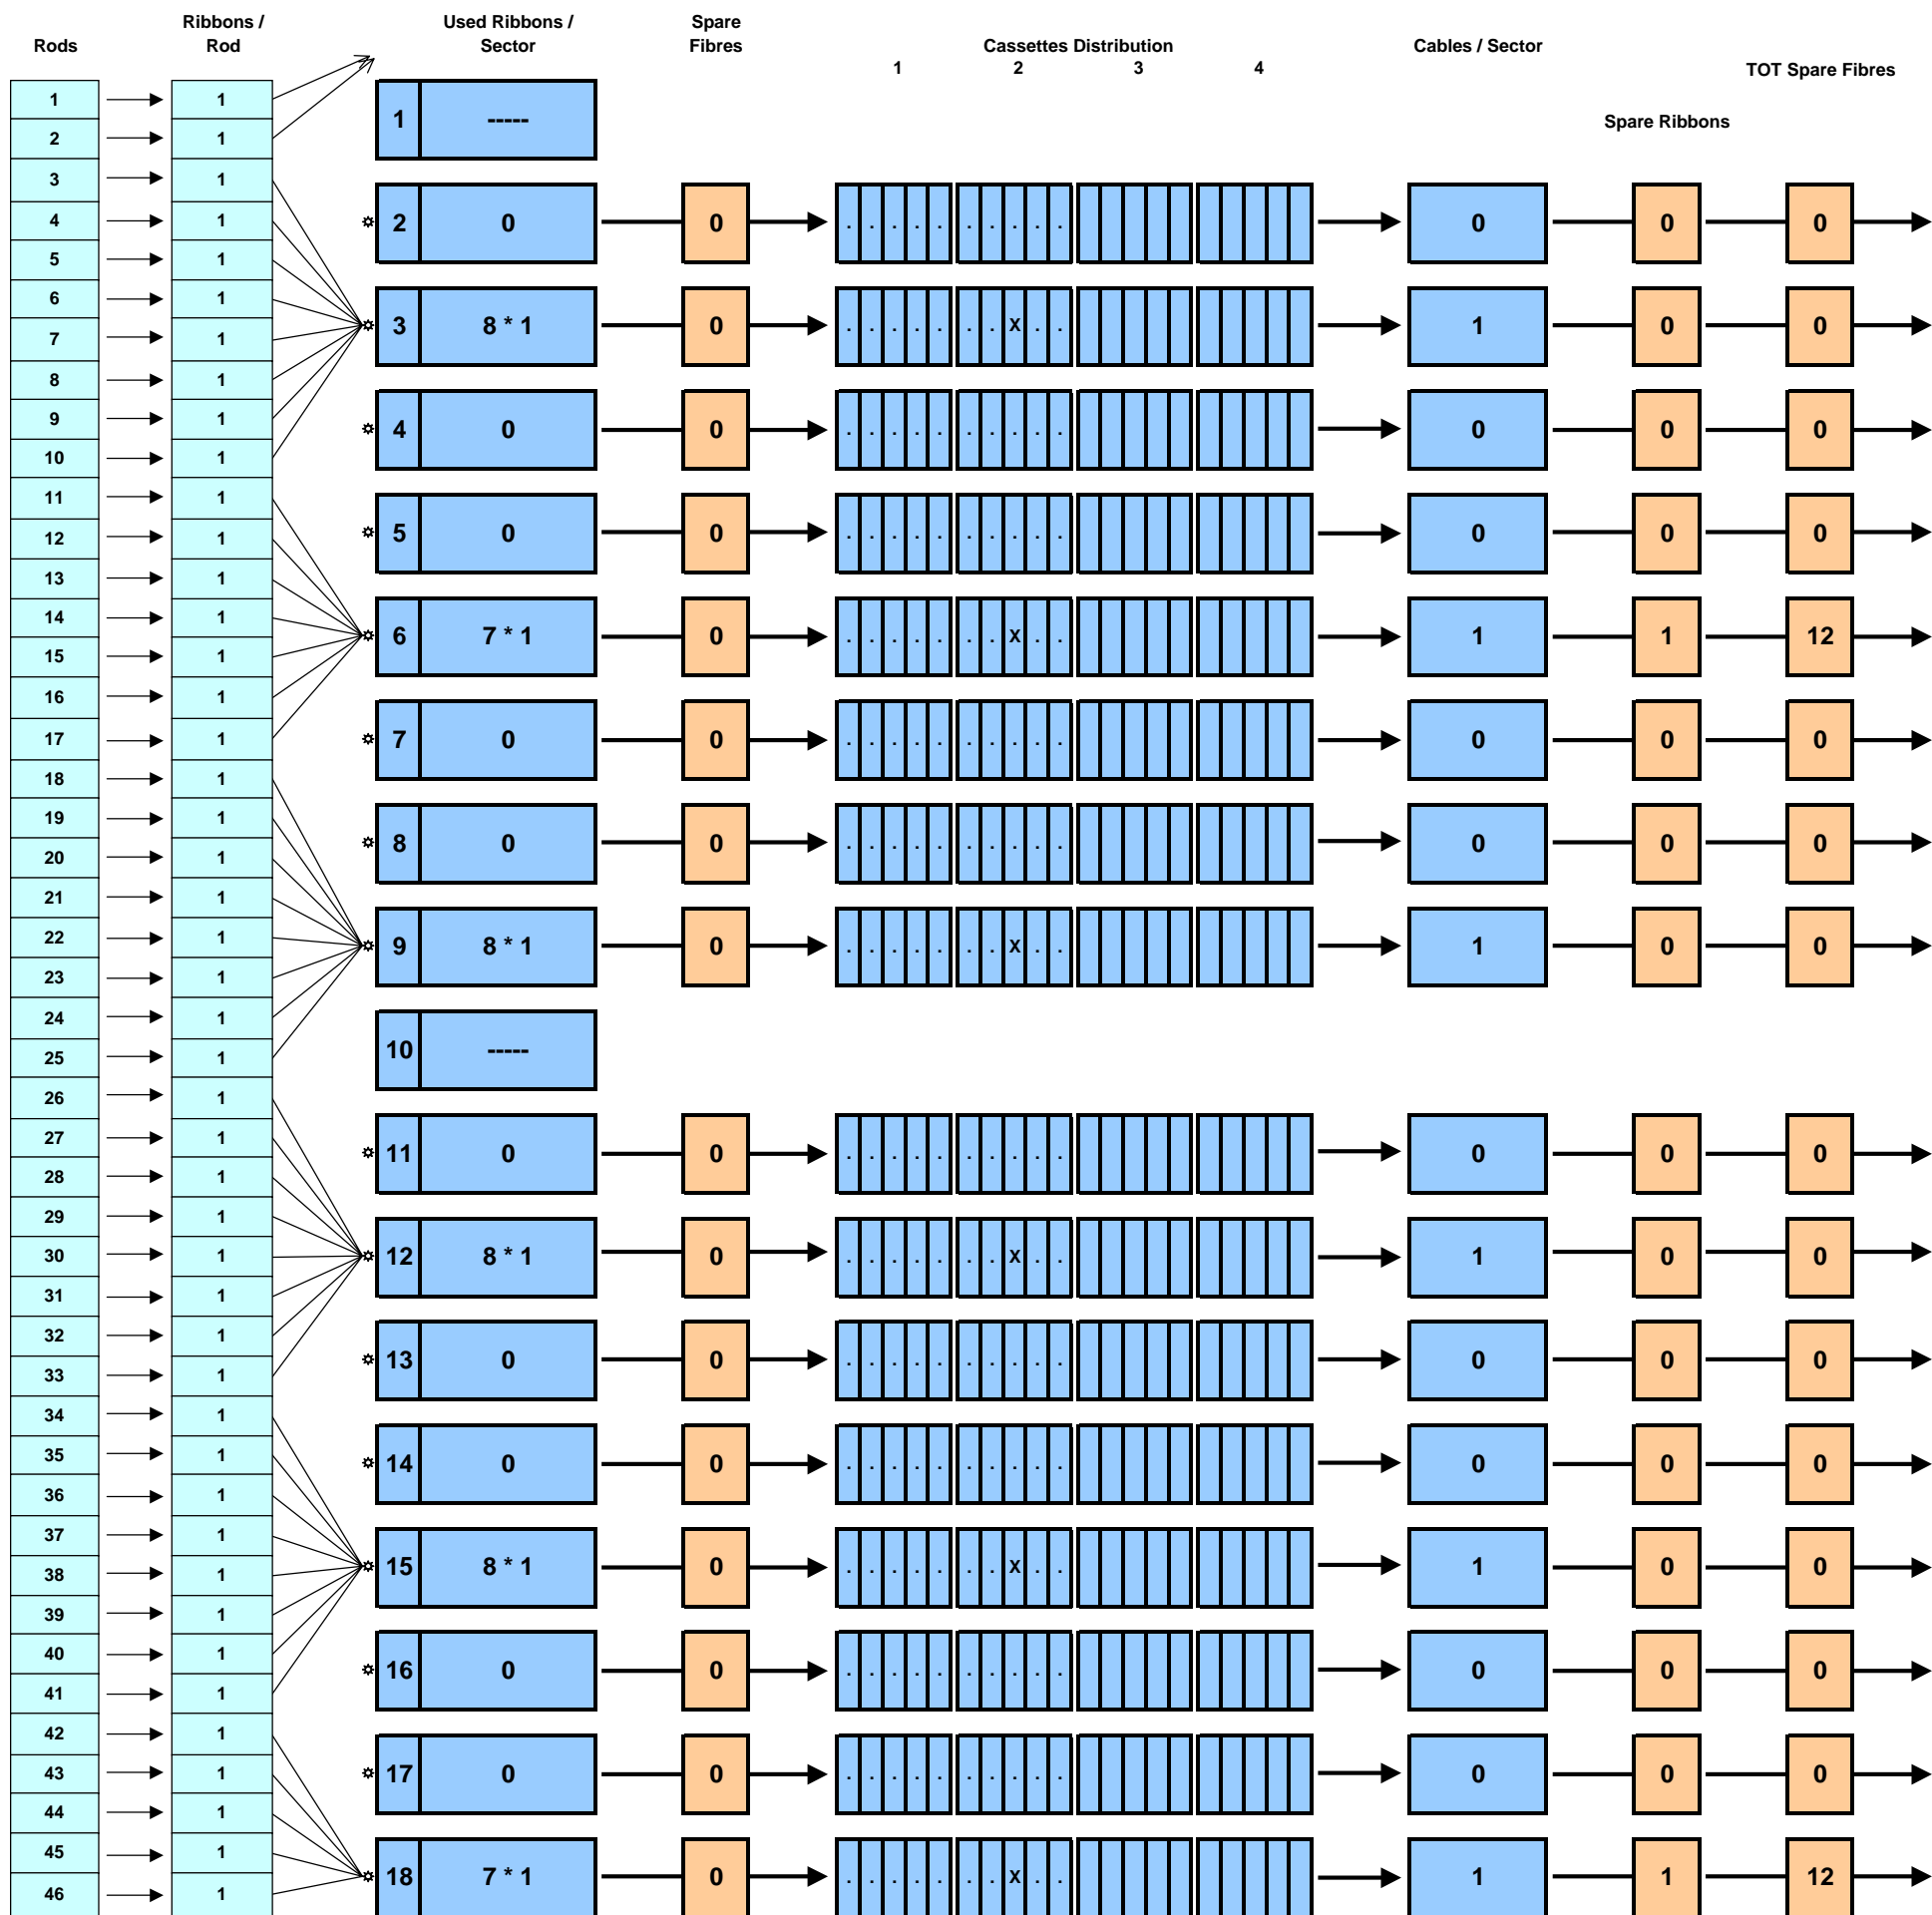 Rods
Ribbons /
Rod
Used Ribbons /
Sector
Spare
Fibres
Cassettes Distribution
1 2 3 4
Cables / Sector
TOT Spare Fibres
Spare Ribbons
1 1
2 1
3 1
4 1
5 1
6 1
7 1
8 1
9 1
10 1
11 1
12 1
13 1
14 1
15 1
16 1
17 1
18 1
19 1
20 1
21 1
22 1
23 1
24 1
25 1
26 1
27 1
28 1
29 1
30 1
31 1
32 1
33 1
34 1
35 1
36 1
37 1
38 1
39 1
40 1
41 1
42 1
43 1
44 1
45 1
46 1
1 -----
2 0 0 . . . . . . . . . . 0 0 0
3 8 * 1 0 . . . . . . . X . . 1 0 0
4 0 0 . . . . . . . . . . 0 0 0
5 0 0 . . . . . . . . . . 0 0 0
6 7 * 1 0 . . . . . . . X . . 1 1 12
7 0 0 . . . . . . . . . . 0 0 0
8 0 0 . . . . . . . . . . 0 0 0
9 8 * 1 0 . . . . . . . X . . 1 0 0
10 -----
11 0 0 . . . . . . . . . . 0 0 0
12 8 * 1 0 . . . . . . . X . . 1 0 0
13 0 0 . . . . . . . . . . 0 0 0
14 0 0 . . . . . . . . . . 0 0 0
15 8 * 1 0 . . . . . . . X . . 1 0 0
16 0 0 . . . . . . . . . . 0 0 0
17 0 0 . . . . . . . . . . 0 0 0
18 7 * 1 0 . . . . . . . X . . 1 1 12